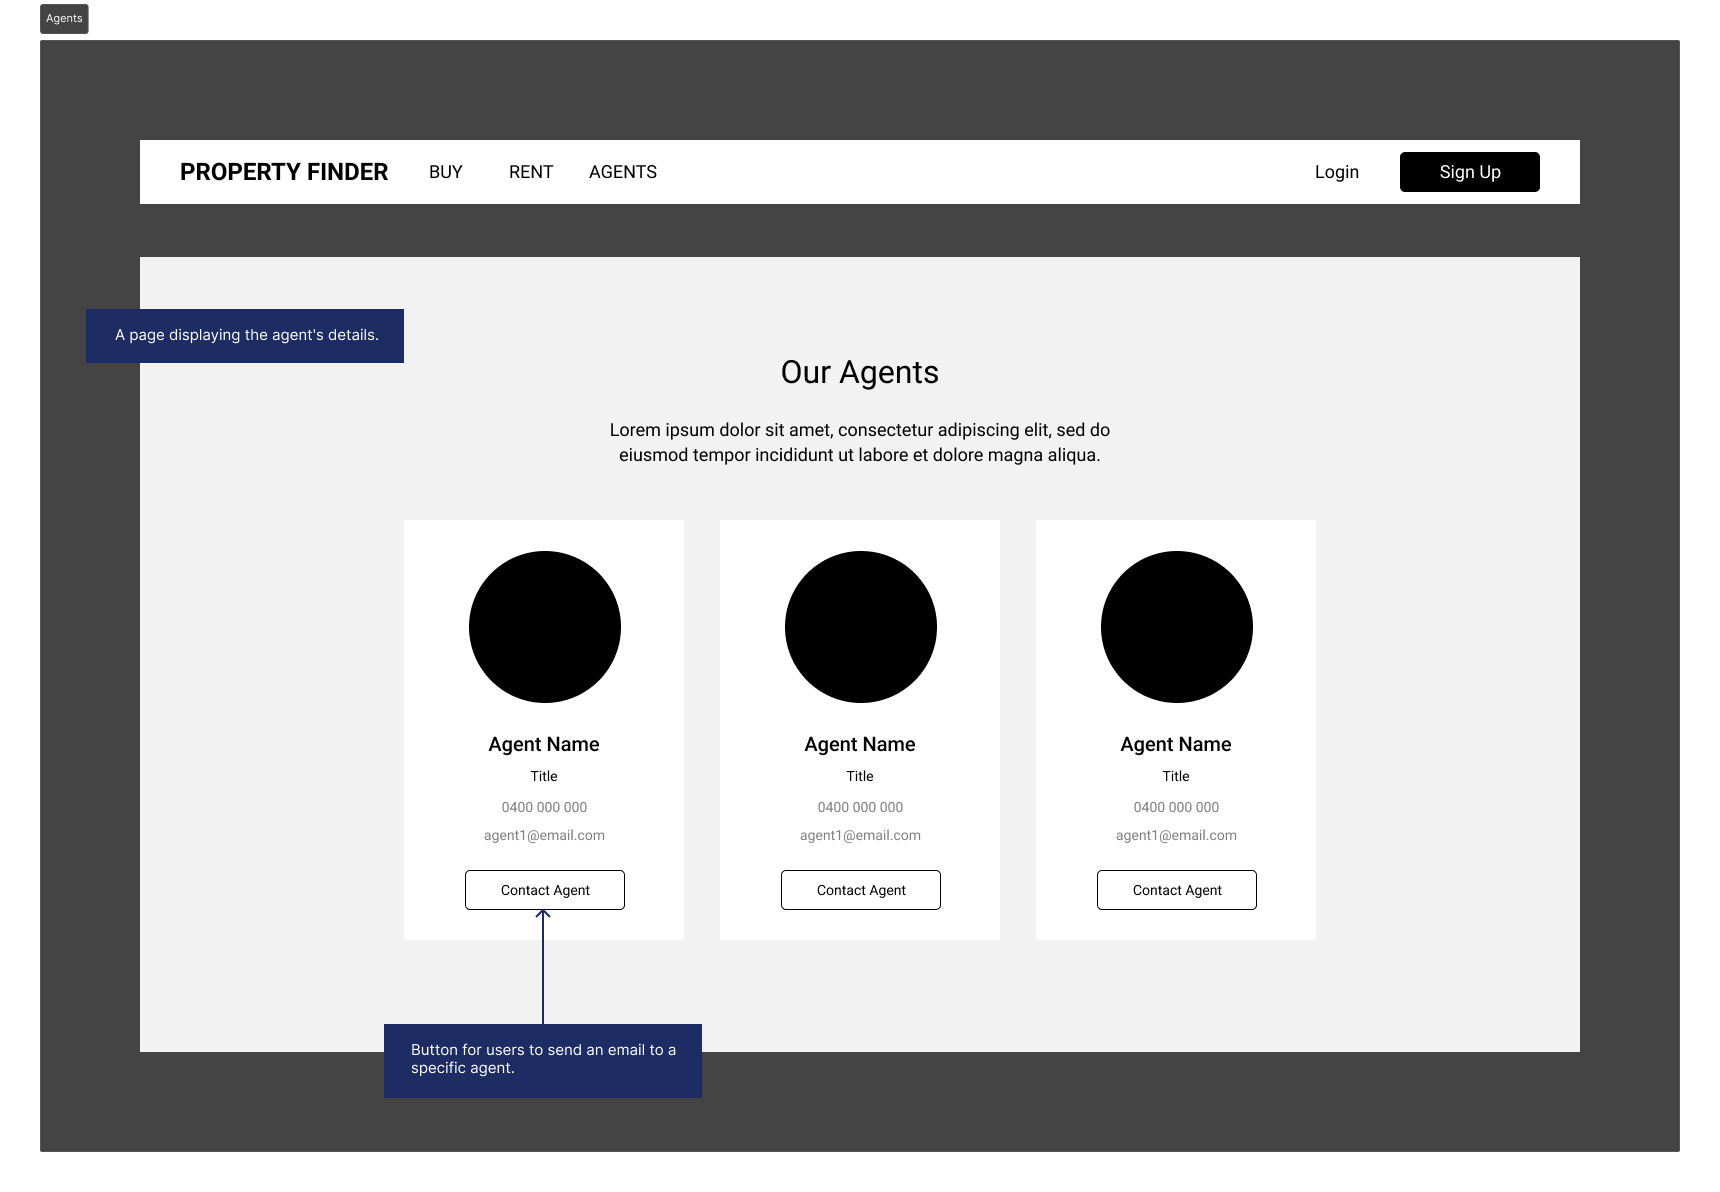 Agents
PROPERTY FINDER BUY RENT AGENTS Login Sign Up
A page displaying the agent's details.
Our Agents
Lorem ipsum dolor sit amet, consectetur adipiscing elit, sed do
eiusmod tempor incididunt ut labore et dolore magna aliqua.
Agent Name
Title
0400 000 000
agent1@email.com
Contact Agent
Agent Name
Title
0400 000 000
agent1@email.com
Contact Agent
Agent Name
Title
0400 000 000
agent1@email.com
Contact Agent
Button for users to send an email to a
specific agent.